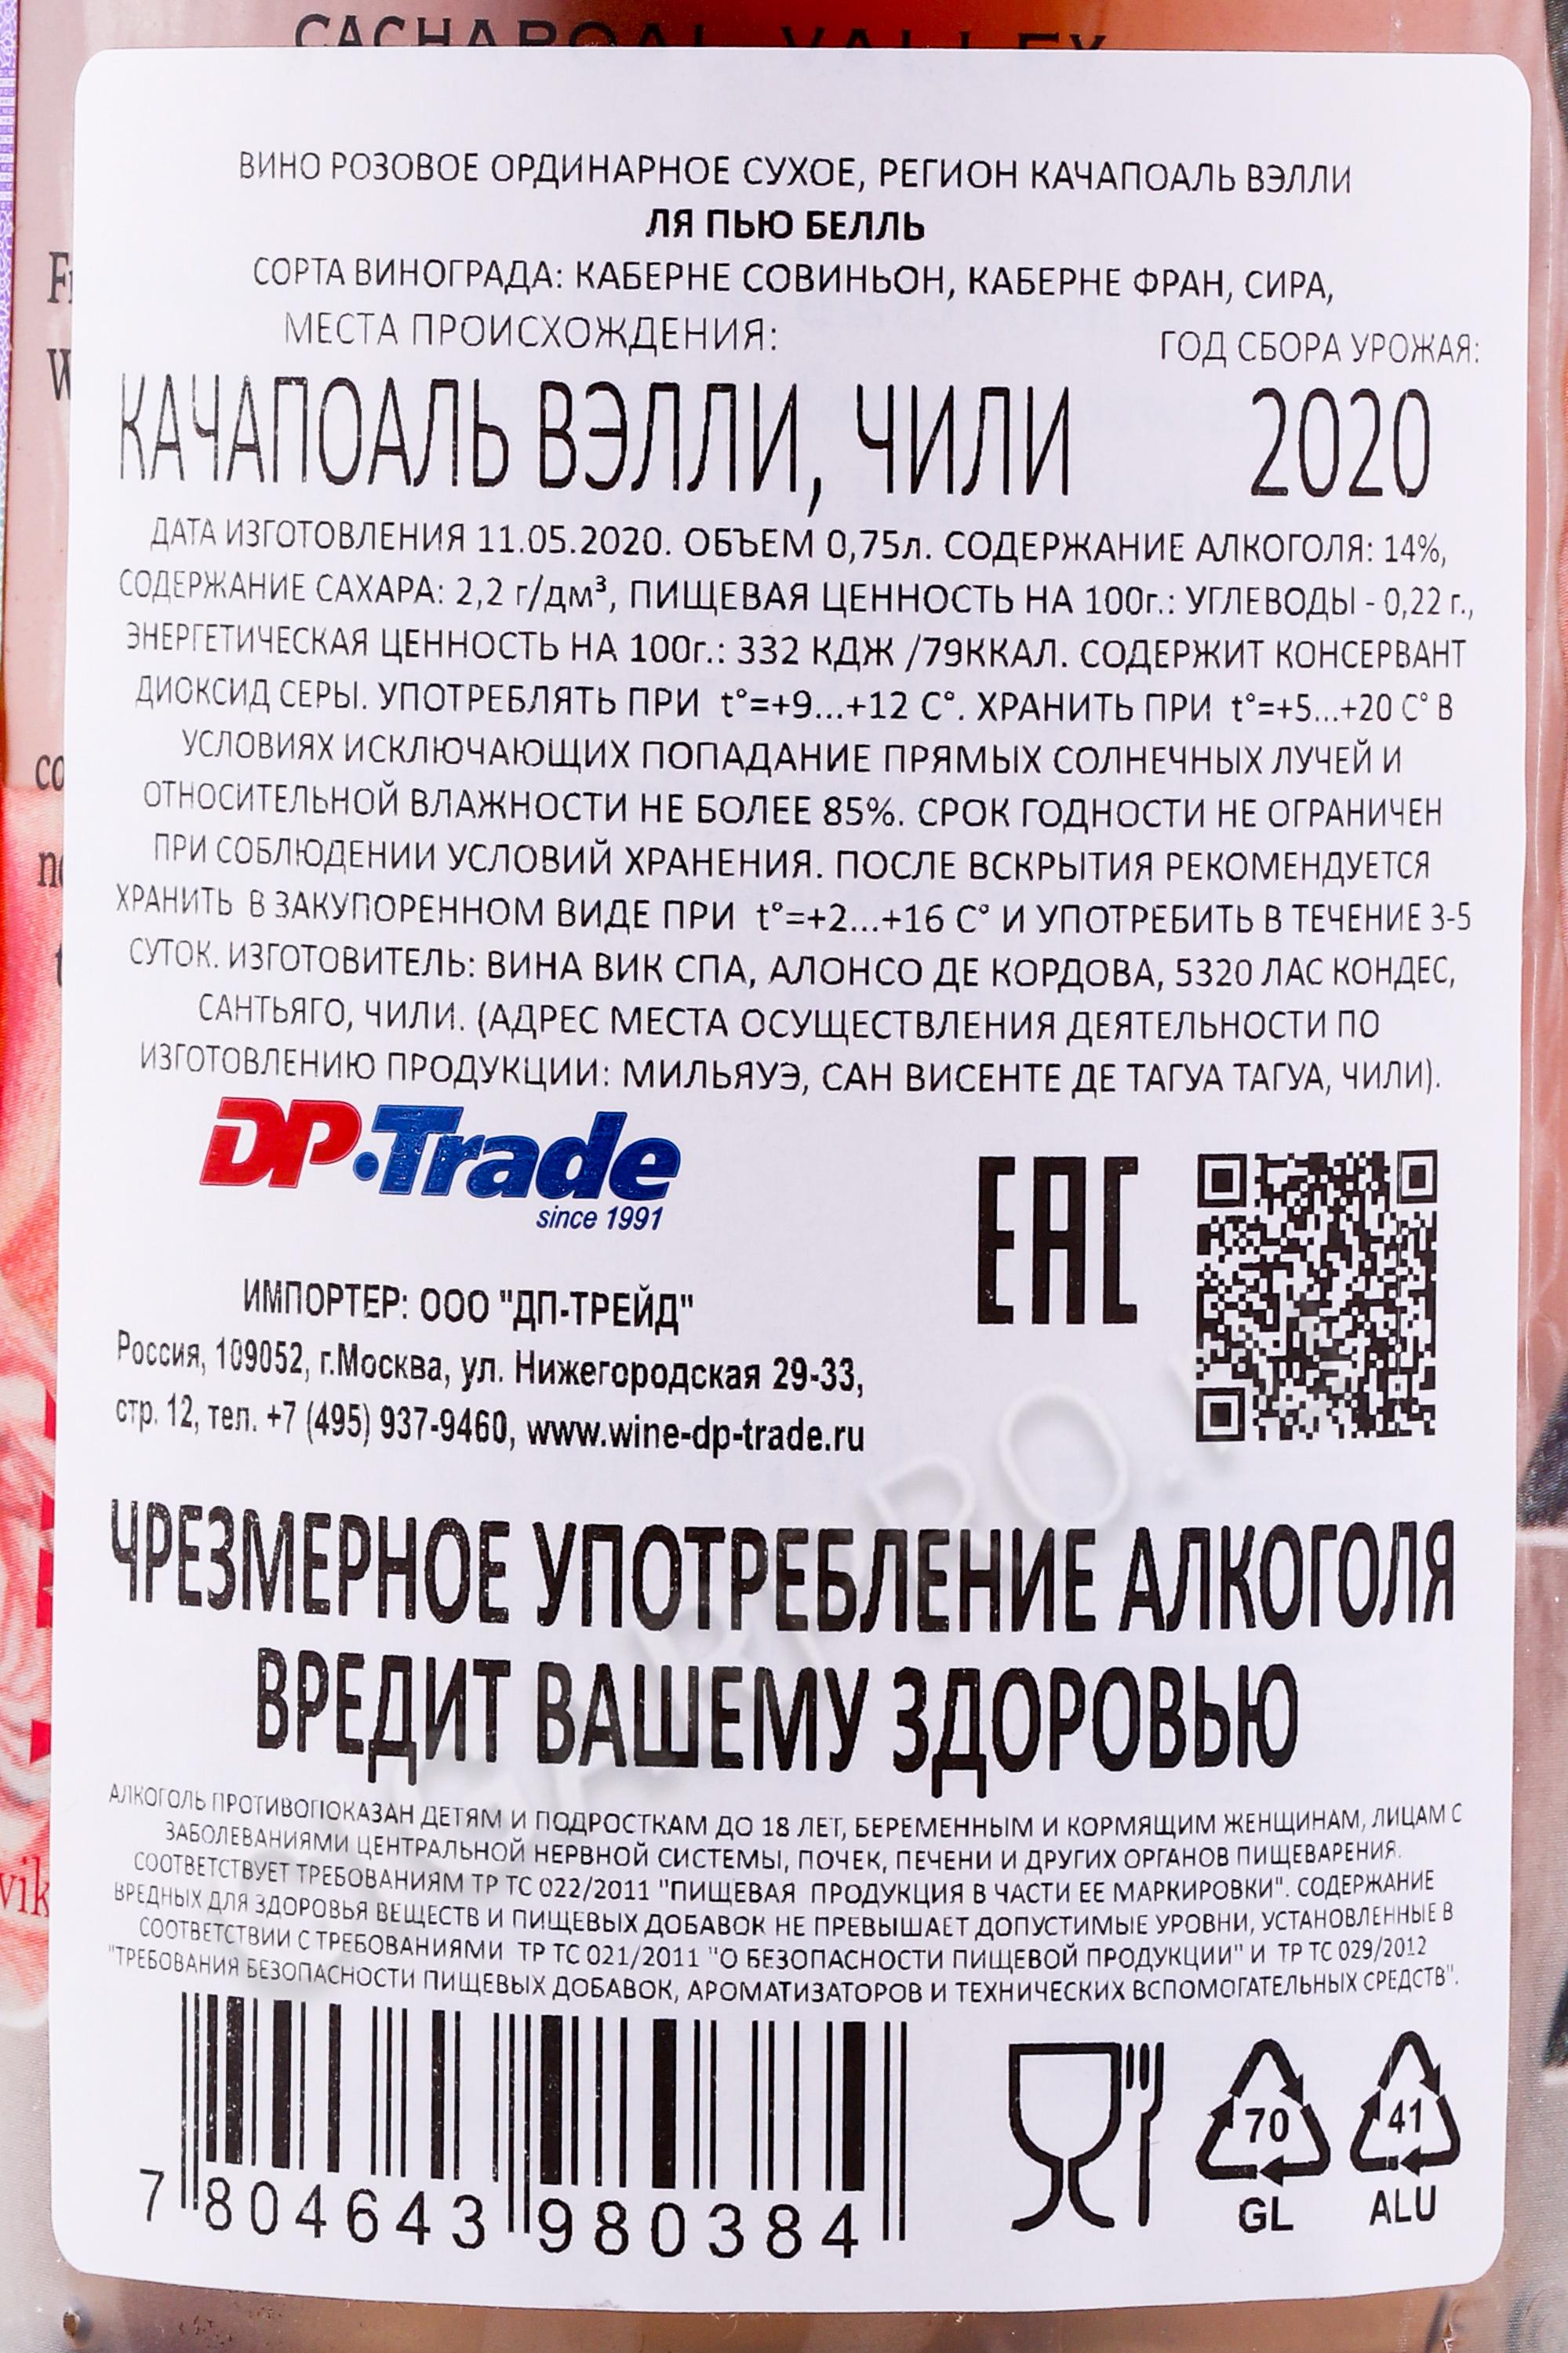 CACHAPOAL VALLEY
ВИНО РОЗОВОЕ ОРДИНАРНОЕ СУХОЕ, РЕГИОН КАЧАПОАЛЬ ВЭЛЛИ
ЛЯ ПЬЮ БЕЛЛЬ
СОРТА ВИНОГРАДА: КАБЕРНЕ СОВИНЬОН, КАБЕРНЕ ФРАН, СИРА,
МЕСТА ПРОИСХОЖДЕНИЯ: ГОД СБОРА УРОЖАЯ:
КАЧАПОАЛЬ ВЭЛЛИ, ЧИЛИ 2020
ДАТА ИЗГОТОВЛЕНИЯ 11.05.2020. ОБЪЕМ 0,75л. СОДЕРЖАНИЕ АЛКОГОЛЯ: 14%,
СОДЕРЖАНИЕ САХАРА: 2,2 г/дм³, ПИЩЕВАЯ ЦЕННОСТЬ НА 100г.: УГЛЕВОДЫ - 0,22 г.,
ЭНЕРГЕТИЧЕСКАЯ ЦЕННОСТЬ НА 100г.: 332 КДЖ /79ККАЛ. СОДЕРЖИТ КОНСЕРВАНТ
ДИОКСИД СЕРЫ. УПОТРЕБЛЯТЬ ПРИ t°=+9...+12 C°. ХРАНИТЬ ПРИ t°=+5...+20 C° В
УСЛОВИЯХ ИСКЛЮЧАЮЩИХ ПОПАДАНИЕ ПРЯМЫХ СОЛНЕЧНЫХ ЛУЧЕЙ И
ОТНОСИТЕЛЬНОЙ ВЛАЖНОСТИ НЕ БОЛЕЕ 85%. СРОК ГОДНОСТИ НЕ ОГРАНИЧЕН
ПРИ СОБЛЮДЕНИИ УСЛОВИЙ ХРАНЕНИЯ. ПОСЛЕ ВСКРЫТИЯ РЕКОМЕНДУЕТСЯ
ХРАНИТЬ В ЗАКУПОРЕННОМ ВИДЕ ПРИ t°=+2...+16 C° И УПОТРЕБИТЬ В ТЕЧЕНИЕ 3-5
СУТОК. ИЗГОТОВИТЕЛЬ: ВИНА ВИК СПА, АЛОНСО ДЕ КОРДОВА, 5320 ЛАС КОНДЕС,
САНТЬЯГО, ЧИЛИ. (АДРЕС МЕСТА ОСУЩЕСТВЛЕНИЯ ДЕЯТЕЛЬНОСТИ ПО
ИЗГОТОВЛЕНИЮ ПРОДУКЦИИ: МИЛЬЯУЭ, САН ВИСЕНТЕ ДЕ ТАГУА ТАГУА, ЧИЛИ).
DP·Trade
since 1991
EAC
ИМПОРТЕР: ООО "ДП-ТРЕЙД"
Россия, 109052, г.Москва, ул. Нижегородская 29-33,
стр. 12, тел. +7 (495) 937-9460, www.wine-dp-trade.ru
ЧРЕЗМЕРНОЕ УПОТРЕБЛЕНИЕ АЛКОГОЛЯ
ВРЕДИТ ВАШЕМУ ЗДОРОВЬЮ
АЛКОГОЛЬ ПРОТИВОПОКАЗАН ДЕТЯМ И ПОДРОСТКАМ ДО 18 ЛЕТ, БЕРЕМЕННЫМ И КОРМЯЩИМ ЖЕНЩИНАМ, ЛИЦАМ С
ЗАБОЛЕВАНИЯМИ ЦЕНТРАЛЬНОЙ НЕРВНОЙ СИСТЕМЫ, ПОЧЕК, ПЕЧЕНИ И ДРУГИХ ОРГАНОВ ПИЩЕВАРЕНИЯ.
СООТВЕТСТВУЕТ ТРЕБОВАНИЯМ ТР ТС 022/2011 "ПИЩЕВАЯ ПРОДУКЦИЯ В ЧАСТИ ЕЕ МАРКИРОВКИ". СОДЕРЖАНИЕ
ВРЕДНЫХ ДЛЯ ЗДОРОВЬЯ ВЕЩЕСТВ И ПИЩЕВЫХ ДОБАВОК НЕ ПРЕВЫШАЕТ ДОПУСТИМЫЕ УРОВНИ, УСТАНОВЛЕННЫЕ В
СООТВЕТСТВИИ С ТРЕБОВАНИЯМИ ТР ТС 021/2011 "О БЕЗОПАСНОСТИ ПИЩЕВОЙ ПРОДУКЦИИ" И ТР ТС 029/2012
"ТРЕБОВАНИЯ БЕЗОПАСНОСТИ ПИЩЕВЫХ ДОБАВОК, АРОМАТИЗАТОРОВ И ТЕХНИЧЕСКИХ ВСПОМОГАТЕЛЬНЫХ СРЕДСТВ".
7 804643 980384
70 41
GL ALU